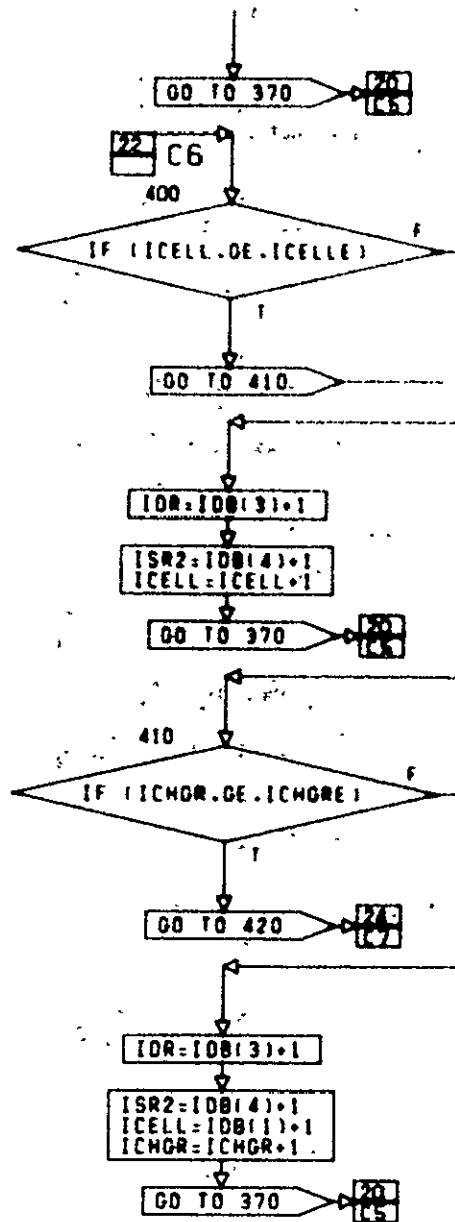 GO TO 370
20
C5
22
C6
400
IF (ICELL.GE.ICELLE)
F
T
GO TO 410
IDR=IDB(3)+1
ISR2=IDB(4)+1
ICELL=ICELL+1
GO TO 370
20
C5
410
IF (ICHGR.GE.ICHGRE)
F
T
GO TO 420
24
C7
IDR=IDB(3)+1
ISR2=IDB(4)+1
ICELL=IDB(1)+1
ICHGR=ICHGR+1
GO TO 370
20
C5